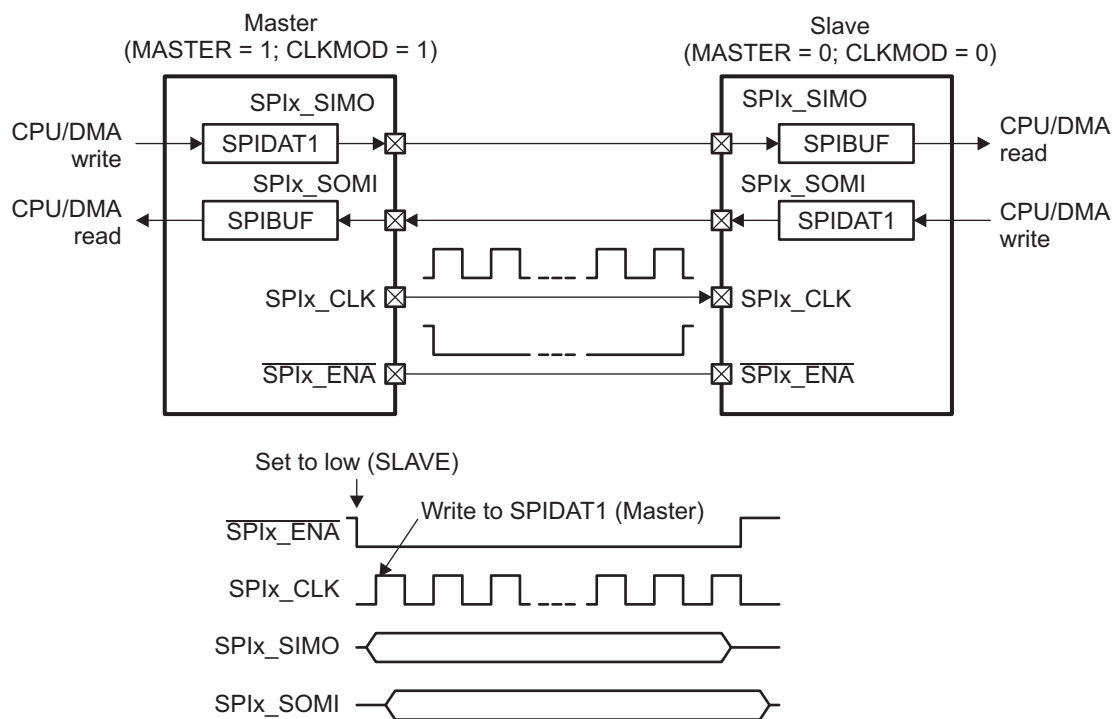 Master
(MASTER = 1; CLKMOD = 1)
Slave
(MASTER = 0; CLKMOD = 0)
SPIx_SIMO
SPIx_SIMO
CPU/DMA
write
SPIDAT1
SPIBUF
CPU/DMA
read
SPIx_SOMI
SPIx_SOMI
CPU/DMA
read
SPIBUF
SPIDAT1
CPU/DMA
write
SPIx_CLK
SPIx_CLK
SPIx_ENA
SPIx_ENA
Set to low (SLAVE)
Write to SPIDAT1 (Master)
SPIx_ENA
SPIx_CLK
SPIx_SIMO
SPIx_SOMI